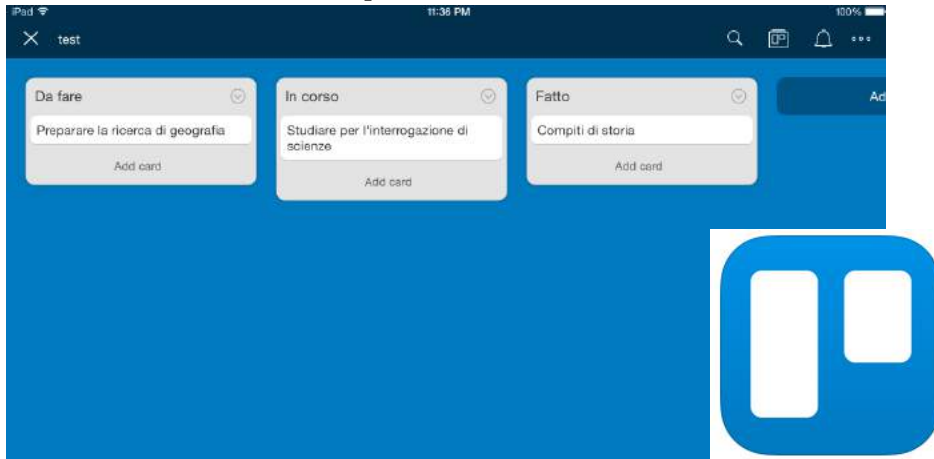 iPad 11:36 PM 100%
test
Da fare
Preparare la ricerca di geografia
Add card
In corso
Studiare per l'interrogazione di
scienze
Add card
Fatto
Compiti di storia
Add card
Ad